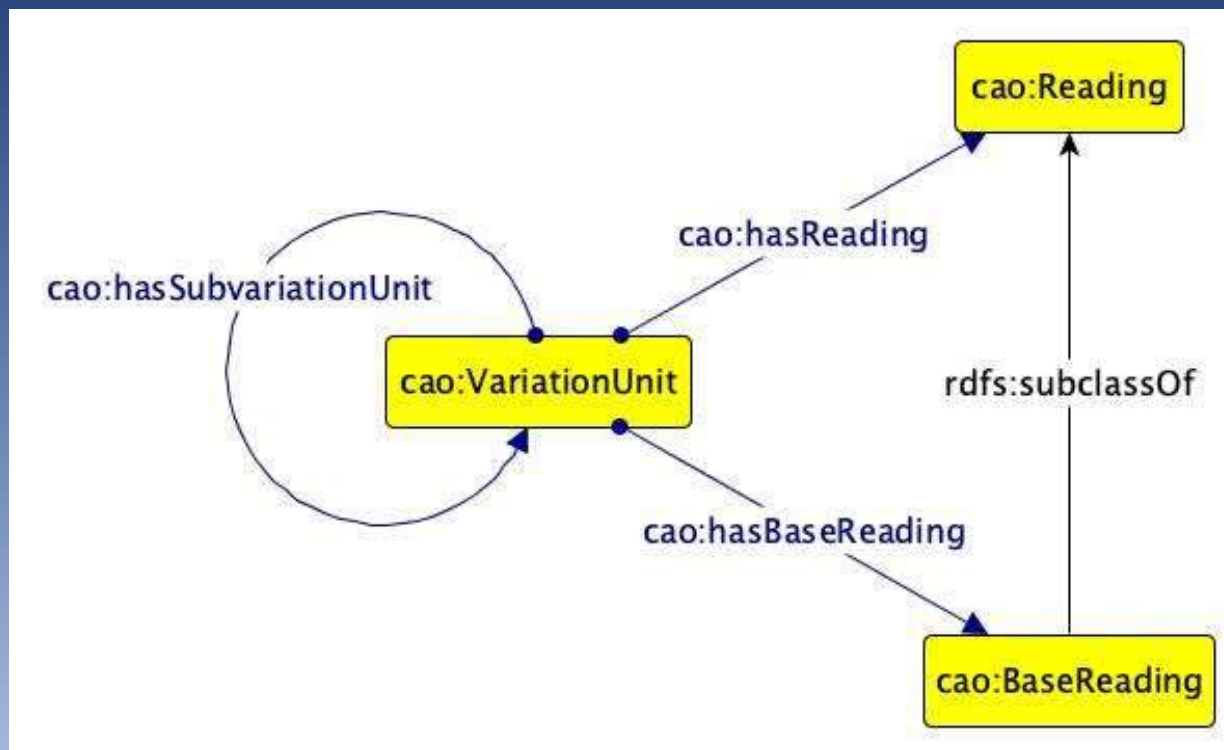 cao:Reading
cao:hasReading
cao:hasSubvariationUnit
cao:VariationUnit
rdfs:subclassOf
cao:hasBaseReading
cao:BaseReading